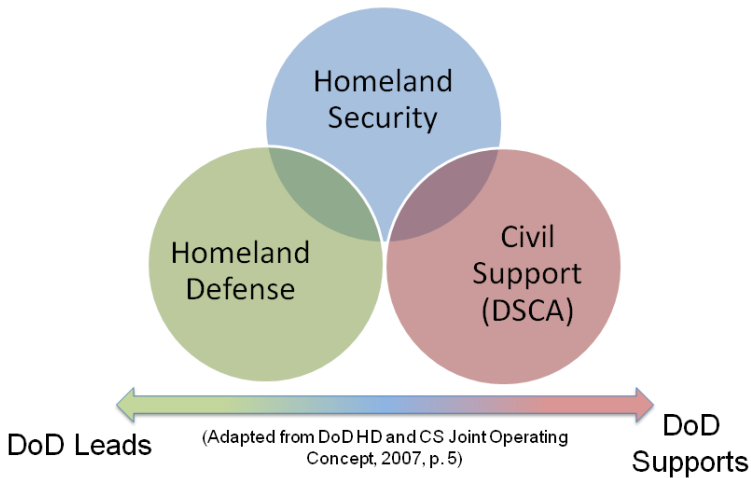 Homeland
Security
Homeland
Defense
Civil
Support
(DSCA)
DoD Leads
(Adapted from DoD HD and CS Joint Operating
Concept, 2007, p. 5)
DoD
Supports